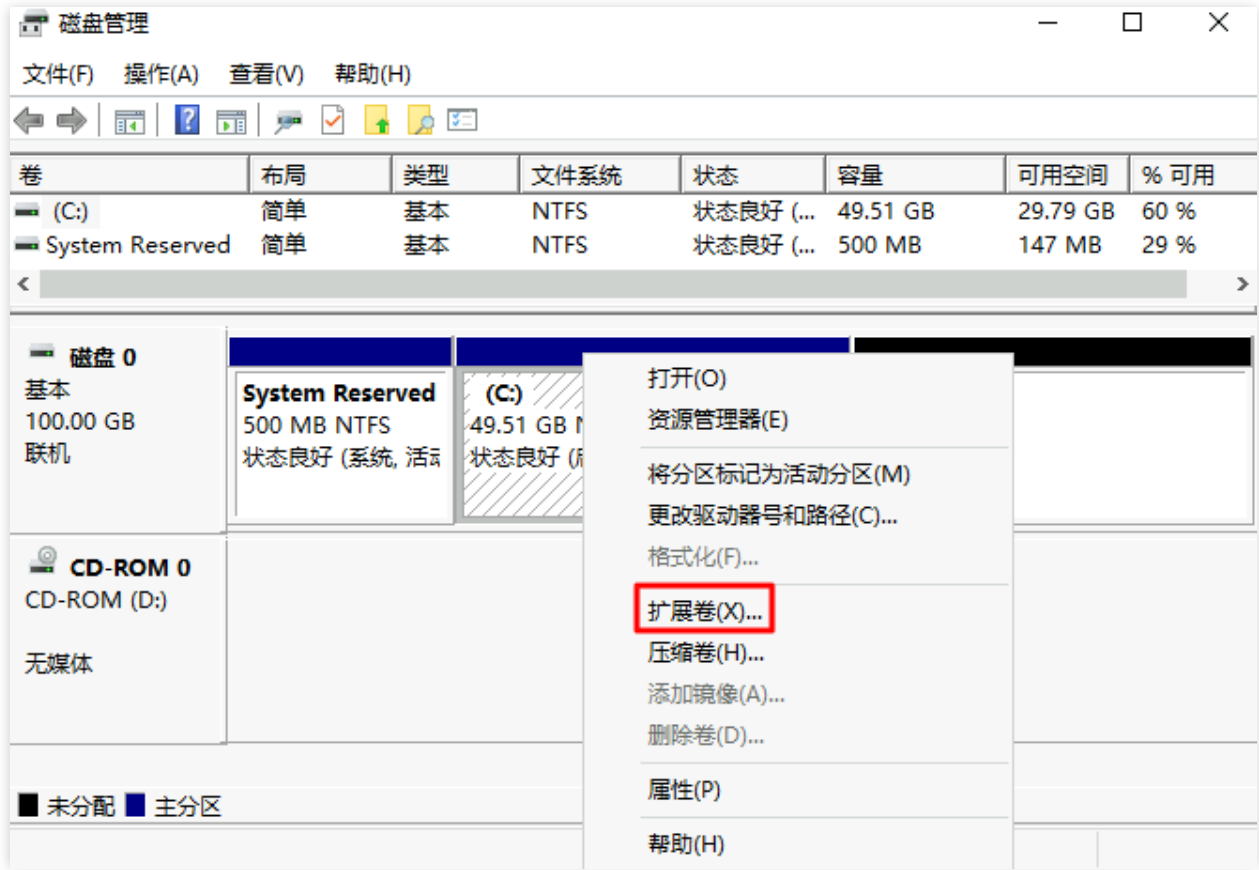 磁盘管理
文件(F) 操作(A) 查看(V) 帮助(H)
卷 布局 类型 文件系统 状态 容量 可用空间 % 可用
(C:) 简单 基本 NTFS 状态良好 (... 49.51 GB 29.79 GB 60 %
System Reserved 简单 基本 NTFS 状态良好 (... 500 MB 147 MB 29 %
磁盘 0
基本
100.00 GB
联机
System Reserved
500 MB NTFS
状态良好 (系统, 活
(C:)
49.51 GB
状态良好 (
CD-ROM 0
CD-ROM (D:)
无媒体
未分配 主分区
打开(O)
资源管理器(E)
将分区标记为活动分区(M)
更改驱动器号和路径(C)...
格式化(F)...
扩展卷(X)...
压缩卷(H)...
添加镜像(A)...
删除卷(D)...
属性(P)
帮助(H)